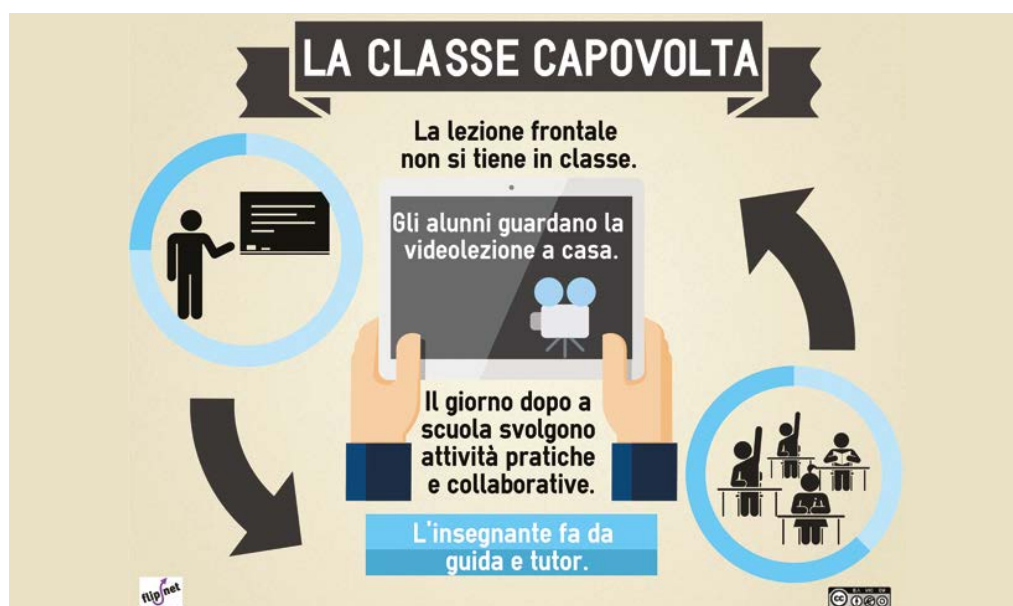 LA CLASSE CAPOVOLTA
La lezione frontale
non si tiene in classe.
Gli alunni guardano la
videolezione a casa.
Il giorno dopo a
scuola svolgono
attività pratiche
e collaborative.
L'insegnante fa da
guida e tutor.
flipnet
cc